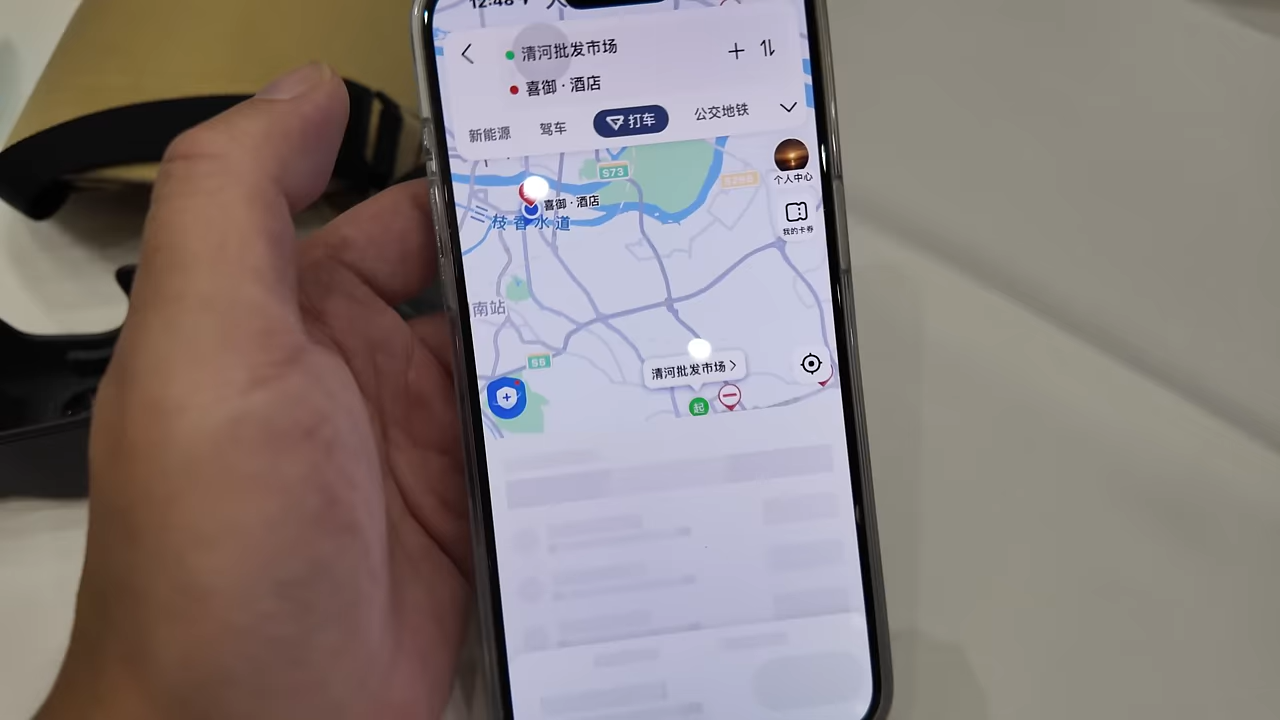 12:48
清河批发市场
喜御·酒店
新能源
驾车
打车
公交地铁
S73
个人中心
喜御·酒店
三枝香水道
我的卡券
南站
S6
清河批发市场
起